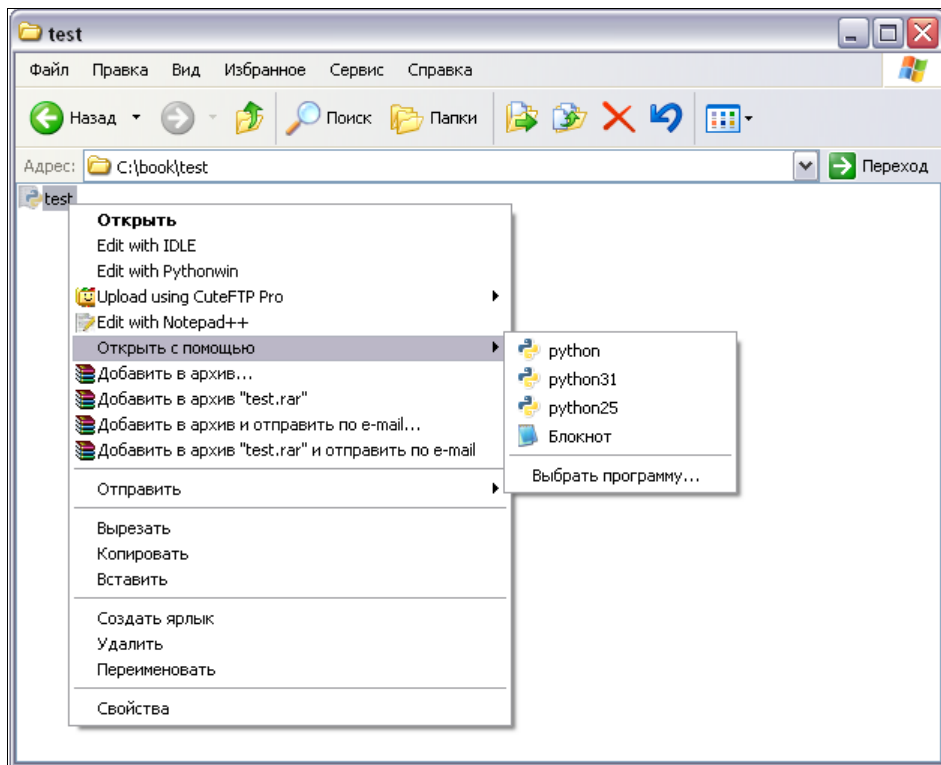 test
Файл Правка Вид Избранное Сервис Справка
Назад Поиск Папки
Адрес: C:\book\test Переход
test
Открыть
Edit with IDLE
Edit with Pythonwin
Upload using CuteFTP Pro
Edit with Notepad++
Открыть с помощью
Добавить в архив...
Добавить в архив "test.rar"
Добавить в архив и отправить по e-mail...
Добавить в архив "test.rar" и отправить по e-mail
Отправить
Вырезать
Копировать
Вставить
Создать ярлык
Удалить
Переименовать
Свойства
python
python31
python25
Блокнот
Выбрать программу...